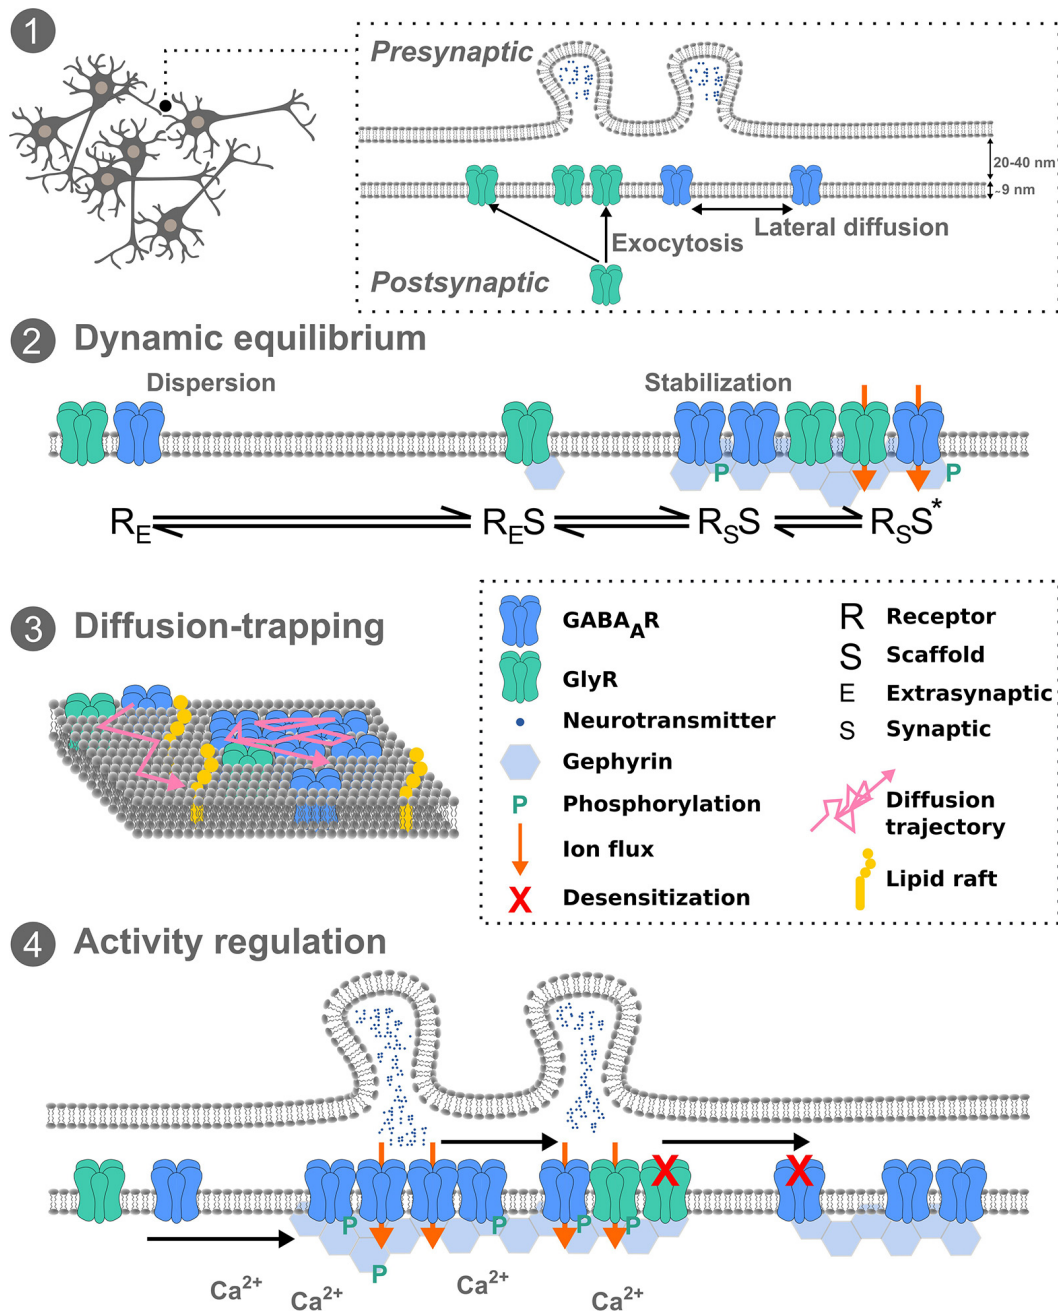 1
Presynaptic
20-40 nm
~9 nm
Lateral diffusion
Exocytosis
Postsynaptic
2 Dynamic equilibrium
Dispersion
Stabilization
P P
R_E R_ES R_SS R_SS*
3 Diffusion-trapping
GABA_AR
GlyR
Neurotransmitter
Gephyrin
P Phosphorylation
Ion flux
X Desensitization
R Receptor
S Scaffold
E Extrasynaptic
S Synaptic
Diffusion
trajectory
Lipid raft
4 Activity regulation
X X
P P P P
P
Ca²⁺ Ca²⁺ Ca²⁺ Ca²⁺